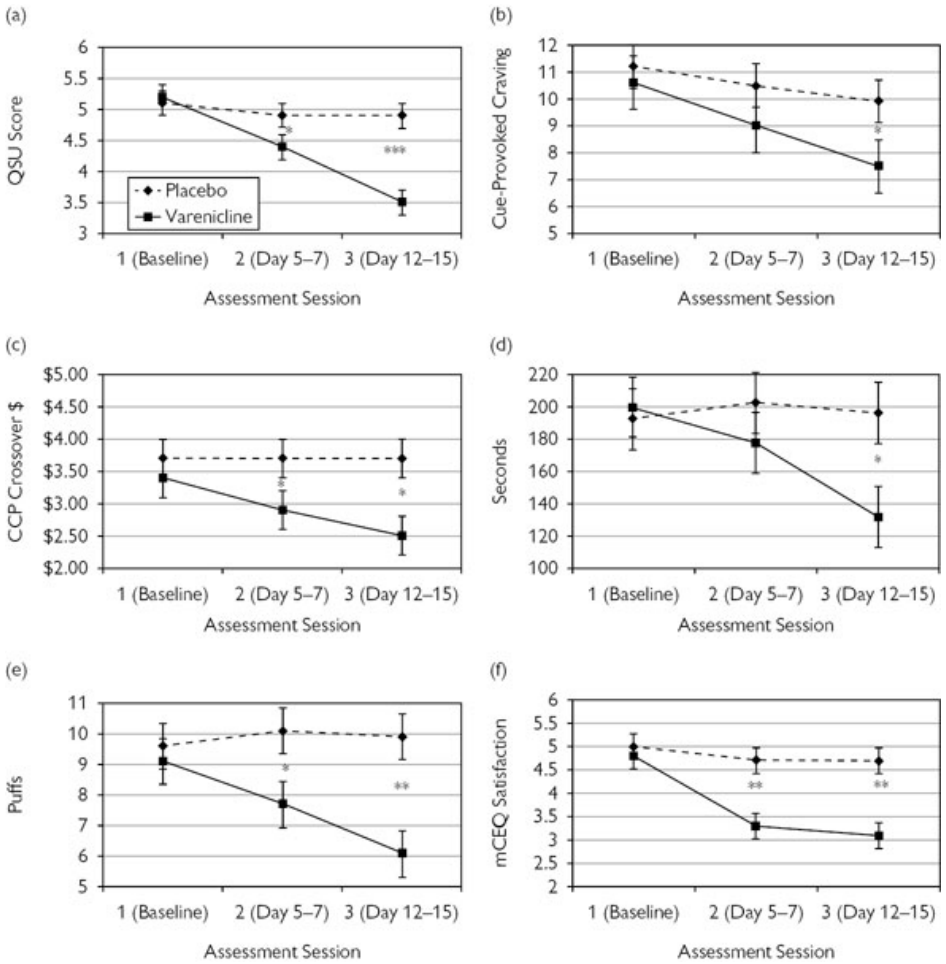 (a)
QSU Score
6
5.5
5
4.5
4
3.5
3
*
***
Placebo
Varenicline
1 (Baseline) 2 (Day 5–7) 3 (Day 12–15)
Assessment Session
(b)
Cue-Provoked Craving
12
11
10
9
8
7
6
5
*
1 (Baseline) 2 (Day 5–7) 3 (Day 12–15)
Assessment Session
(c)
CCP Crossover $
$5.00
$4.50
$4.00
$3.50
$3.00
$2.50
$2.00
*
*
1 (Baseline) 2 (Day 5–7) 3 (Day 12–15)
Assessment Session
(d)
Seconds
220
200
180
160
140
120
100
*
1 (Baseline) 2 (Day 5–7) 3 (Day 12–15)
Assessment Session
(e)
Puffs
11
10
9
8
7
6
5
*
**
1 (Baseline) 2 (Day 5–7) 3 (Day 12–15)
Assessment Session
(f)
mCEQ Satisfaction
6
5.5
5
4.5
4
3.5
3
2.5
2
**
**
1 (Baseline) 2 (Day 5–7) 3 (Day 12–15)
Assessment Session